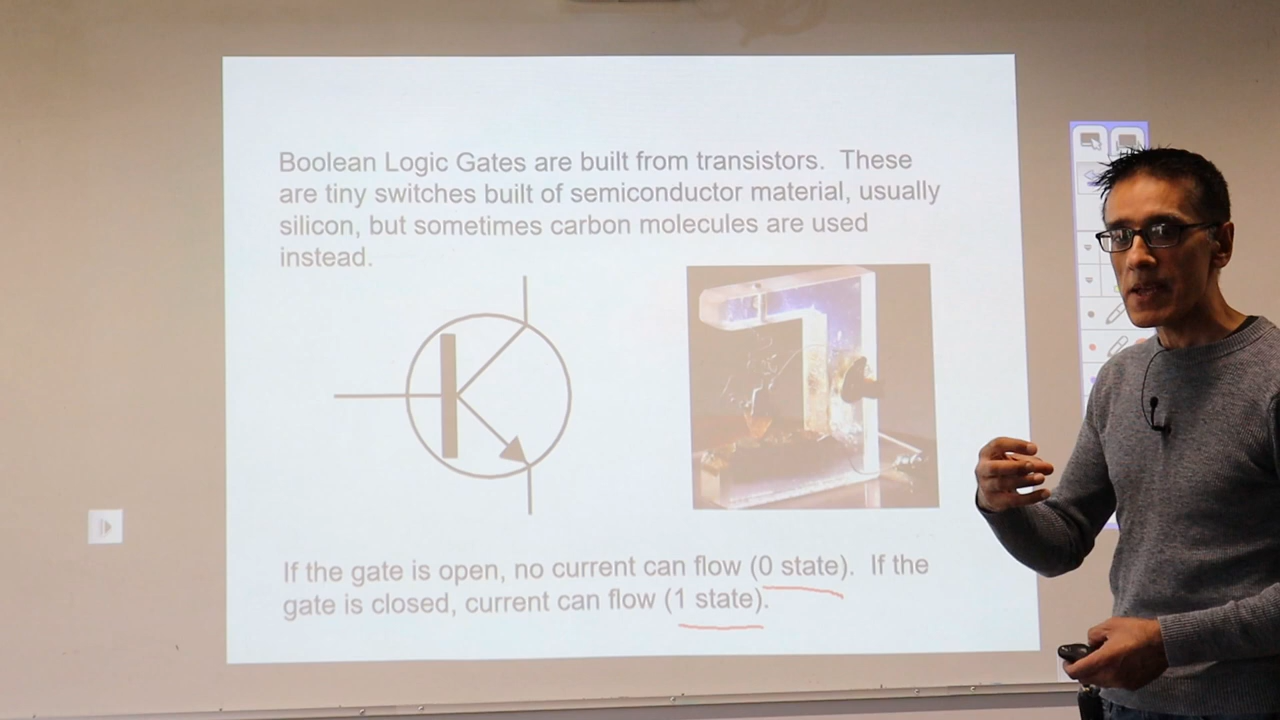 Boolean Logic Gates are built from transistors.  These
are tiny switches built of semiconductor material, usually
silicon, but sometimes carbon molecules are used
instead.
If the gate is open, no current can flow (0 state).  If the
gate is closed, current can flow (1 state).